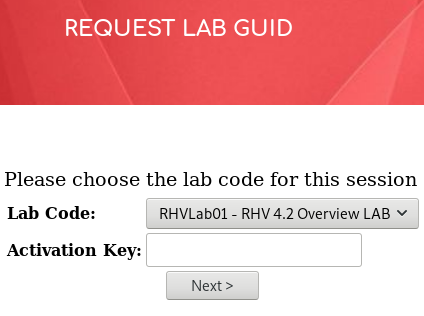 REQUEST LAB GUID
Please choose the lab code for this session
Lab Code: RHVLab01 - RHV 4.2 Overview LAB
Activation Key:
Next >